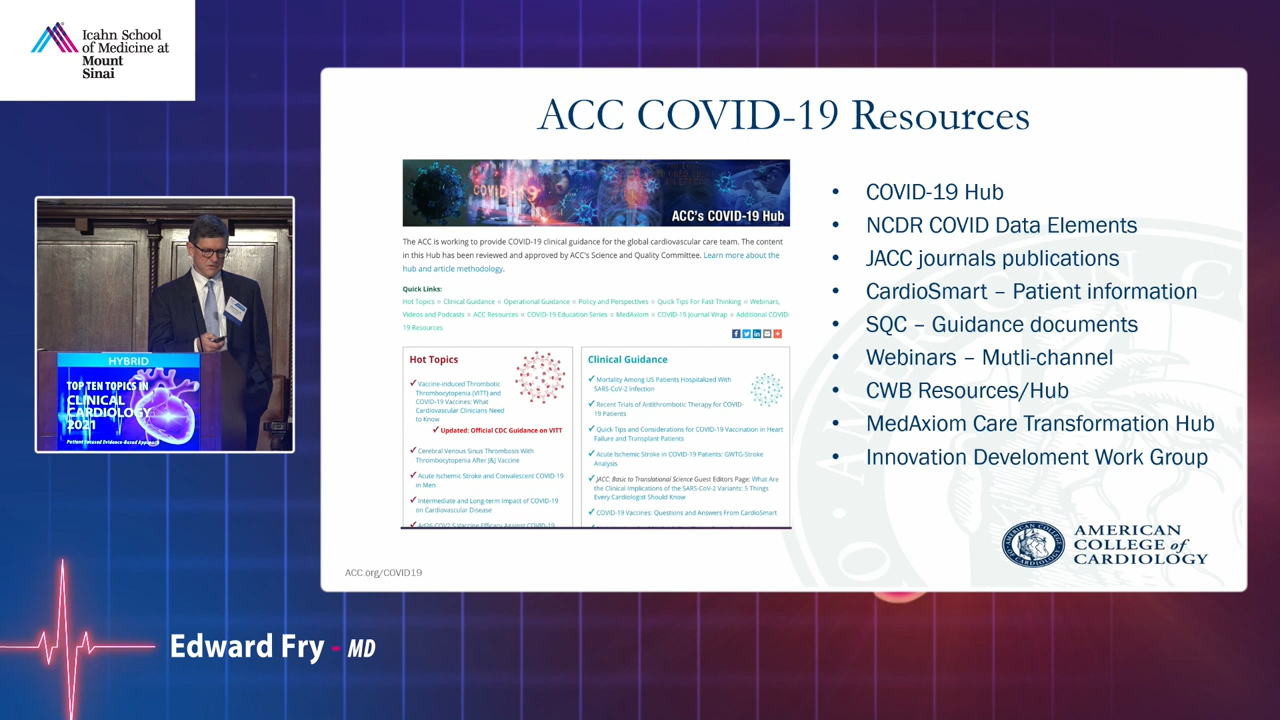 Icahn School
of Medicine at
Mount
Sinai
HYBRID
TOP TEN TOPICS IN
CLINICAL
CARDIOLOGY
2021
Patient Focused Evidence-Based Approach
ACC COVID-19 Resources
COVID-19
ACC's COVID-19 Hub
The ACC is working to provide COVID-19 clinical guidance for the global cardiovascular care team. The content
in this Hub has been reviewed and approved by ACC's Science and Quality Committee. Learn more about the
hub and article methodology.
Quick Links:
Hot Topics Clinical Guidance Operational Guidance Policy and Perspectives Quick Tips For Fast Thinking Webinars,
Videos and Podcasts ACC Resources COVID-19 Education Series MedAxiom COVID-19 Journal Wrap Additional COVID-
19 Resources
Hot Topics
✓ Vaccine-induced Thrombotic
Thrombocytopenia (VITT) and
COVID-19 Vaccines: What
Cardiovascular Clinicians Need
to Know
✓ Updated: Official CDC Guidance on VITT
✓ Cerebral Venous Sinus Thrombosis With
Thrombocytopenia After J&J Vaccine
✓ Acute Ischemic Stroke and Convalescent COVID-19
in Men
✓ Intermediate and Long-term Impact of COVID-19
on Cardiovascular Disease
✓ Ad26.COV2.S Vaccine Efficacy Against COVID-19
Clinical Guidance
✓ Mortality Among US Patients Hospitalized With
SARS-CoV-2 Infection
✓ Recent Trials of Antithrombotic Therapy for COVID-
19 Patients
✓ Quick Tips and Considerations for COVID-19 Vaccination in Heart
Failure and Transplant Patients
✓ Acute Ischemic Stroke in COVID-19 Patients: GWTG-Stroke
Analysis
✓ JACC: Basic to Translational Science Guest Editors Page: What Are
the Clinical Implications of the SARS-CoV-2 Variants: 5 Things
Every Cardiologist Should Know
✓ COVID-19 Vaccines: Questions and Answers From CardioSmart
• COVID-19 Hub
• NCDR COVID Data Elements
• JACC journals publications
• CardioSmart – Patient information
• SQC – Guidance documents
• Webinars – Mutli-channel
• CWB Resources/Hub
• MedAxiom Care Transformation Hub
• Innovation Develoment Work Group
AMERICAN
COLLEGE of
CARDIOLOGY
ACC.org/COVID19
Edward Fry - MD